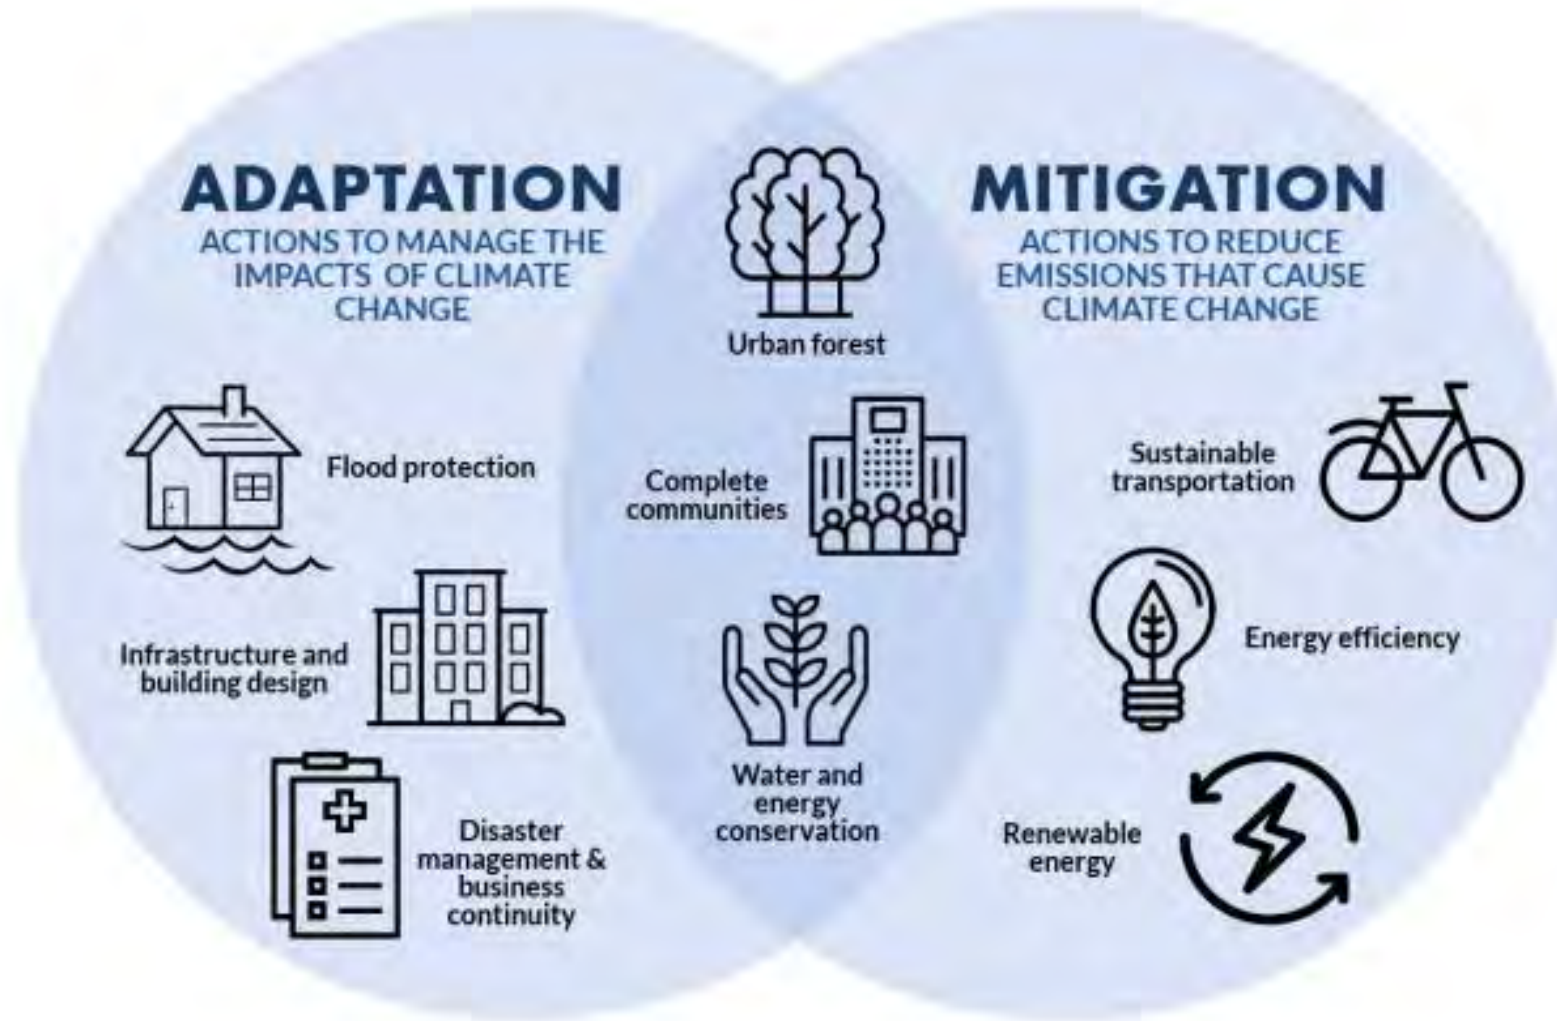 ADAPTATION
ACTIONS TO MANAGE THE
IMPACTS OF CLIMATE
CHANGE
Flood protection
Infrastructure and
building design
Disaster
management &
business
continuity
Urban forest
Complete
communities
Water and
energy
conservation
MITIGATION
ACTIONS TO REDUCE
EMISSIONS THAT CAUSE
CLIMATE CHANGE
Sustainable
transportation
Energy efficiency
Renewable
energy